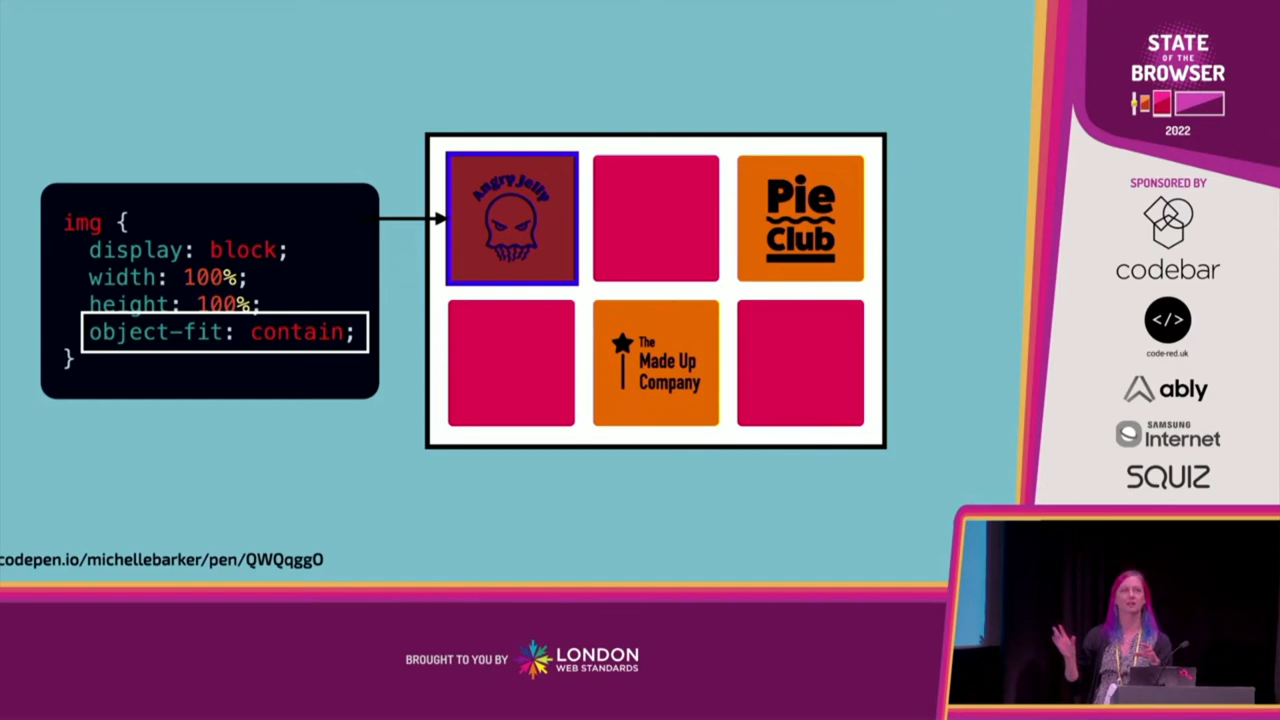 img {
display: block;
width: 100%;
height: 100%;
object-fit: contain;
}
Angry Jelly
Pie
Club
The
Made Up
Company
codepen.io/michellebarker/pen/QWQqggO
BROUGHT TO YOU BY
LONDON
WEB STANDARDS
STATE
OF THE
BROWSER
2022
SPONSORED BY
codebar
</>
code-red.uk
ably
SAMSUNG
Internet
SQUIZ